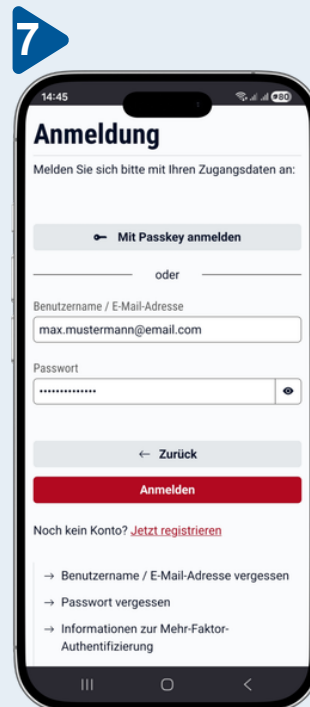 7
14:45
80
Anmeldung
Melden Sie sich bitte mit Ihren Zugangsdaten an:
Mit Passkey anmelden
oder
Benutzername / E-Mail-Adresse
max.mustermann@email.com
Passwort
••••••••••••••
← Zurück
Anmelden
Noch kein Konto? Jetzt registrieren
→ Benutzername / E-Mail-Adresse vergessen
→ Passwort vergessen
→ Informationen zur Mehr-Faktor-
Authentifizierung